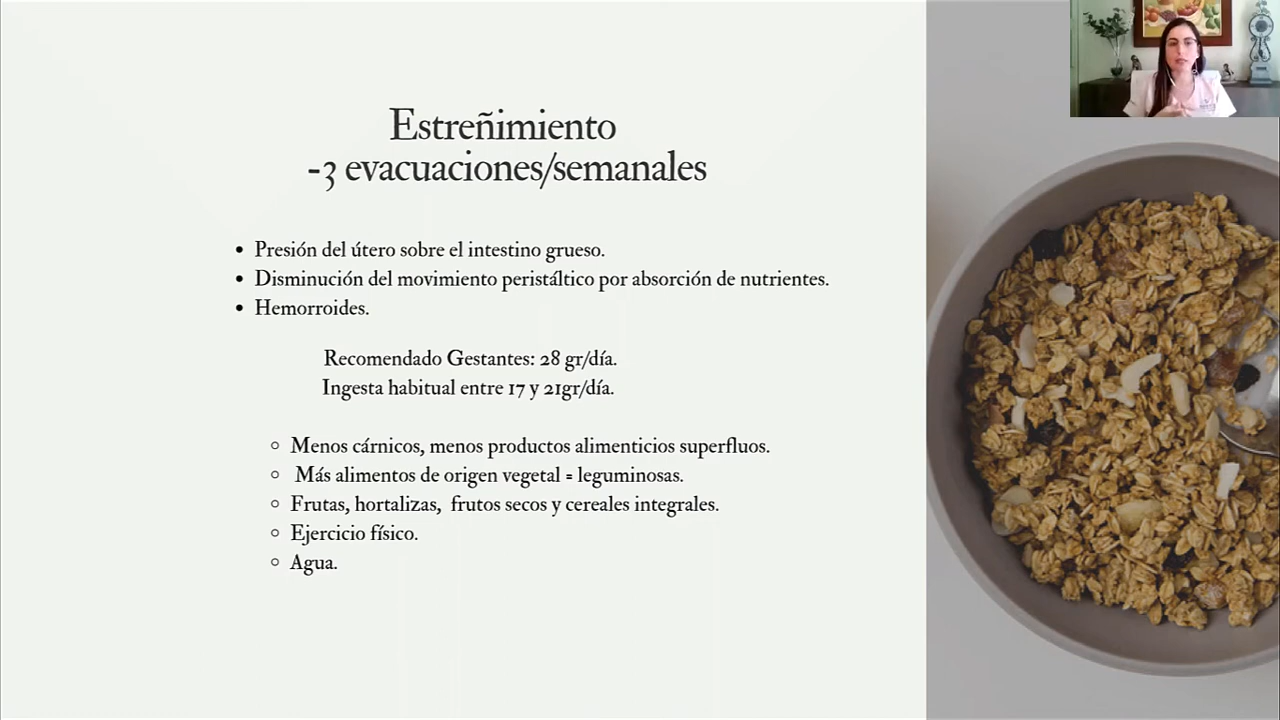 Estreñimiento
-3 evacuaciones/semanales
• Presión del útero sobre el intestino grueso.
• Disminución del movimiento peristáltico por absorción de nutrientes.
• Hemorroides.
Recomendado Gestantes: 28 gr/día.
Ingesta habitual entre 17 y 21gr/día.
○ Menos cárnicos, menos productos alimenticios superfluos.
○ Más alimentos de origen vegetal = leguminosas.
○ Frutas, hortalizas, frutos secos y cereales integrales.
○ Ejercicio físico.
○ Agua.